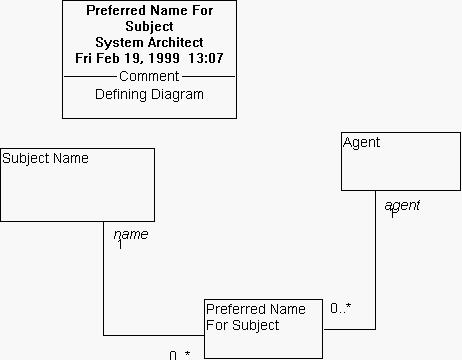 Preferred Name For
Subject
System Architect
Fri Feb 19, 1999 13:07
Comment
Defining Diagram
Subject Name
Agent
name
1
agent
1
Preferred Name
For Subject
0..*
0..*